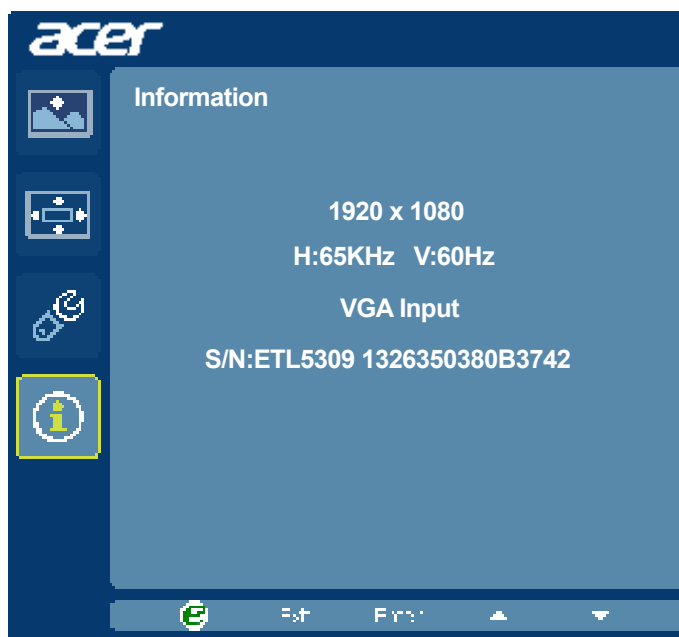 acer
Information
1920 x 1080
H:65KHz V:60Hz
VGA Input
S/N:ETL5309 1326350380B3742